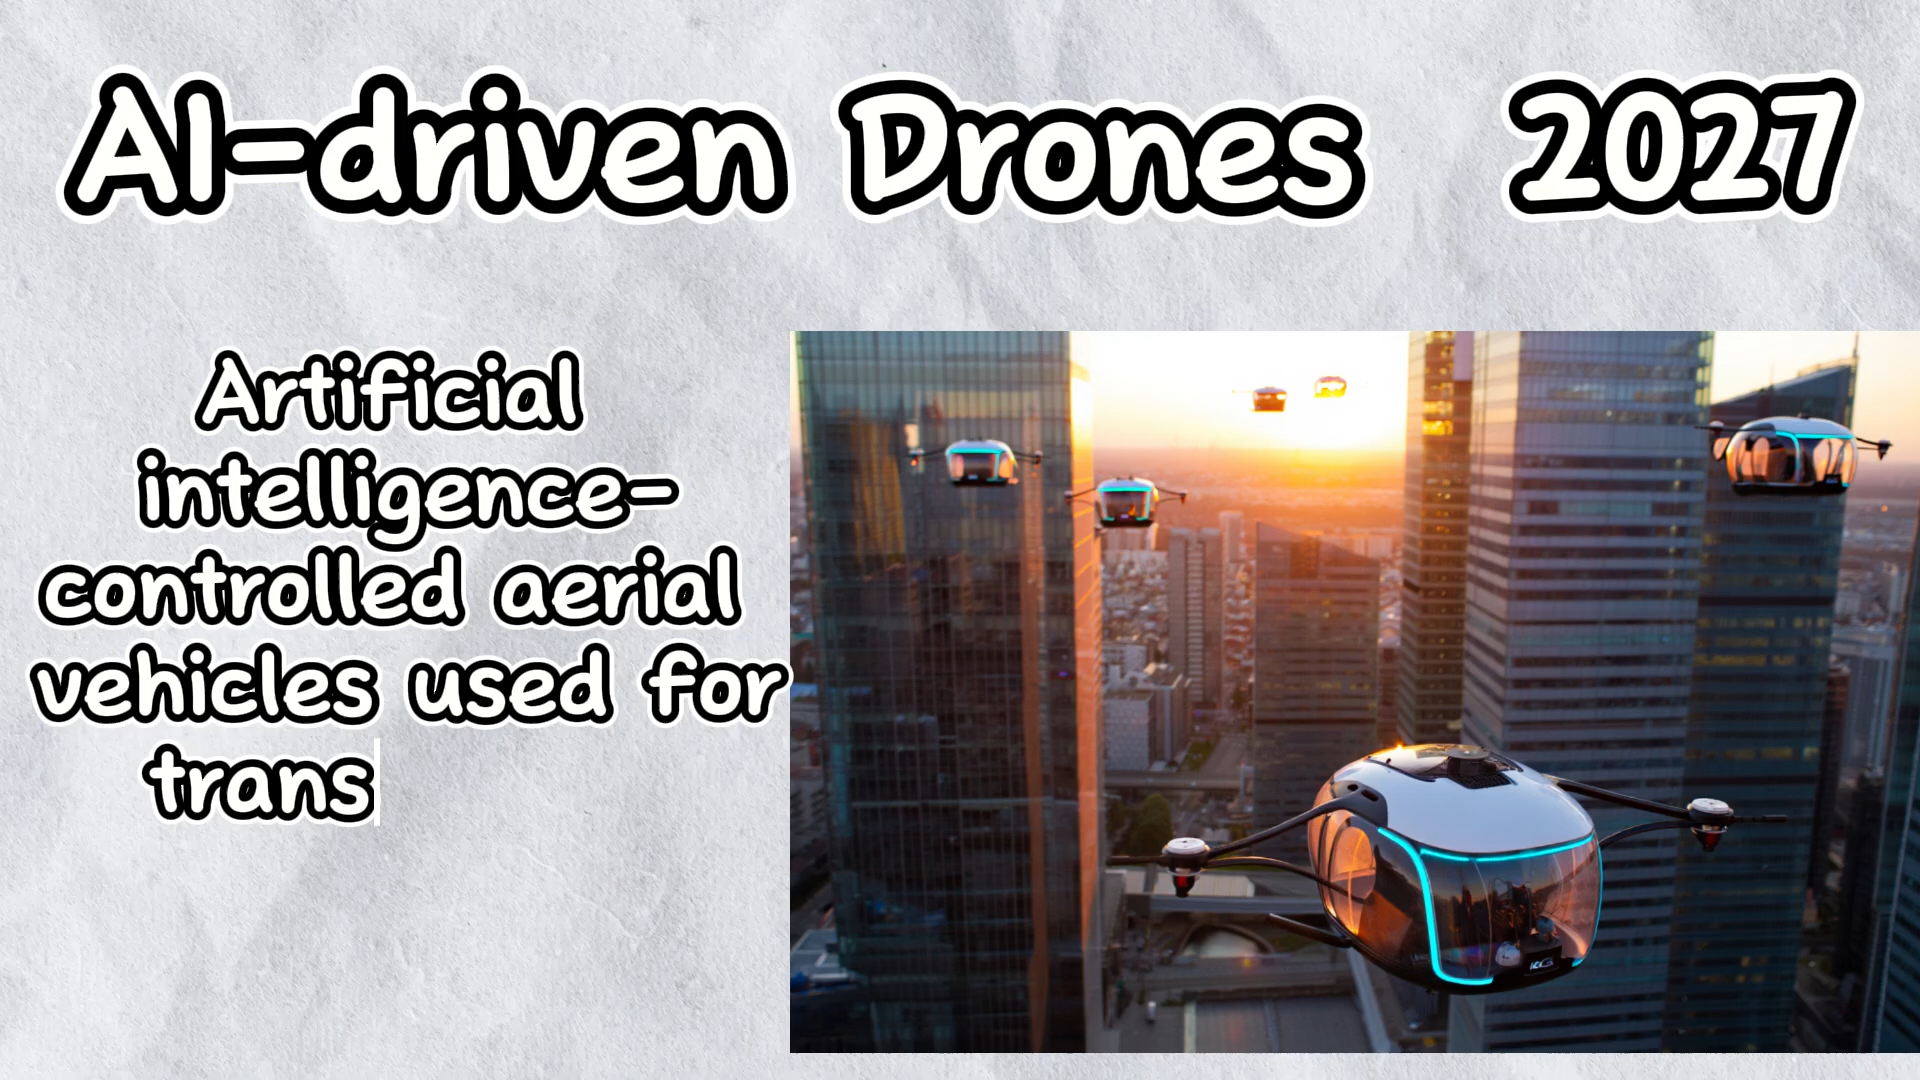 AI-driven Drones 2027
Artificial
intelligence-
controlled aerial
vehicles used for
trans